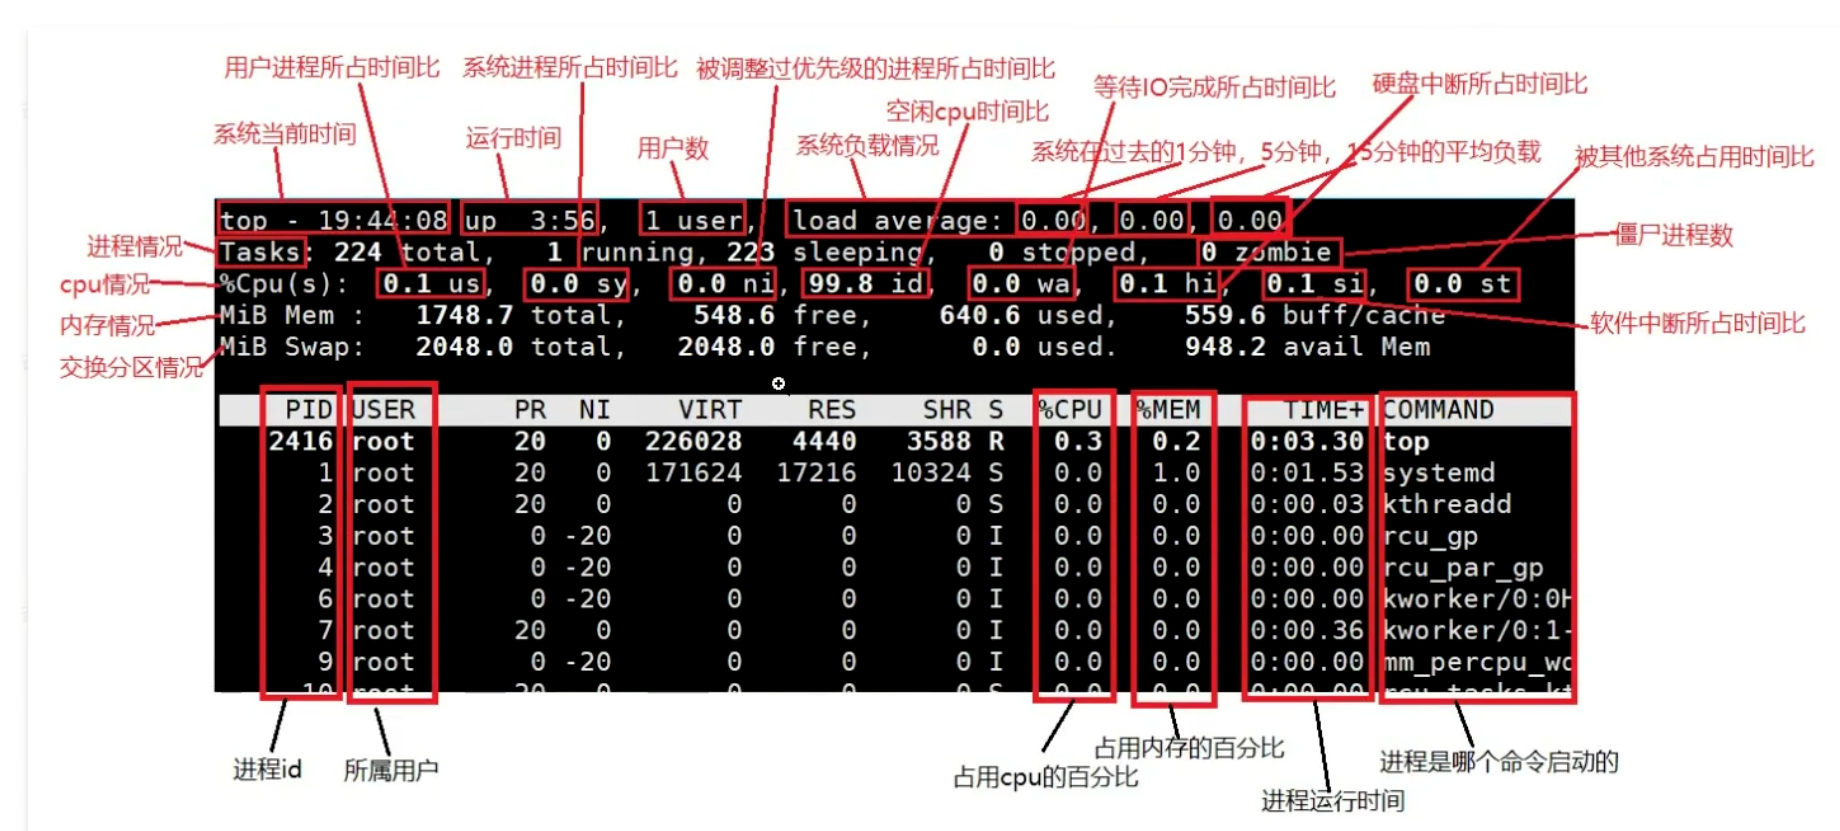 用户进程所占时间比 系统进程所占时间比 被调整过优先级的进程所占时间比
等待IO完成所占时间比 硬盘中断所占时间比
空闲cpu时间比
系统当前时间 运行时间 用户数 系统负载情况 系统在过去的1分钟，5分钟，15分钟的平均负载 被其他系统占用时间比
top - 19:44:08 up 3:56, 1 user, load average: 0.00, 0.00, 0.00
进程情况 Tasks: 224 total, 1 running, 223 sleeping, 0 stopped, 0 zombie 僵尸进程数
cpu情况 %Cpu(s): 0.1 us, 0.0 sy, 0.0 ni, 99.8 id, 0.0 wa, 0.1 hi, 0.1 si, 0.0 st
内存情况 MiB Mem : 1748.7 total, 548.6 free, 640.6 used, 559.6 buff/cache 软件中断所占时间比
交换分区情况 MiB Swap: 2048.0 total, 2048.0 free, 0.0 used. 948.2 avail Mem
PID USER PR NI VIRT RES SHR S %CPU %MEM TIME+ COMMAND
2416 root 20 0 226028 4440 3588 R 0.3 0.2 0:03.30 top
1 root 20 0 171624 17216 10324 S 0.0 1.0 0:01.53 systemd
2 root 20 0 0 0 0 S 0.0 0.0 0:00.03 kthreadd
3 root 0 -20 0 0 0 I 0.0 0.0 0:00.00 rcu_gp
4 root 0 -20 0 0 0 I 0.0 0.0 0:00.00 rcu_par_gp
6 root 0 -20 0 0 0 I 0.0 0.0 0:00.00 kworker/0:0H
7 root 20 0 0 0 0 I 0.0 0.0 0:00.36 kworker/0:1-
9 root 0 -20 0 0 0 I 0.0 0.0 0:00.00 mm_percpu_wq
10 root 20 0 0 0 0 S 0.0 0.0 0:00.00 rcu_tasks_kt
进程id 所属用户 占用cpu的百分比 占用内存的百分比 进程运行时间 进程是哪个命令启动的